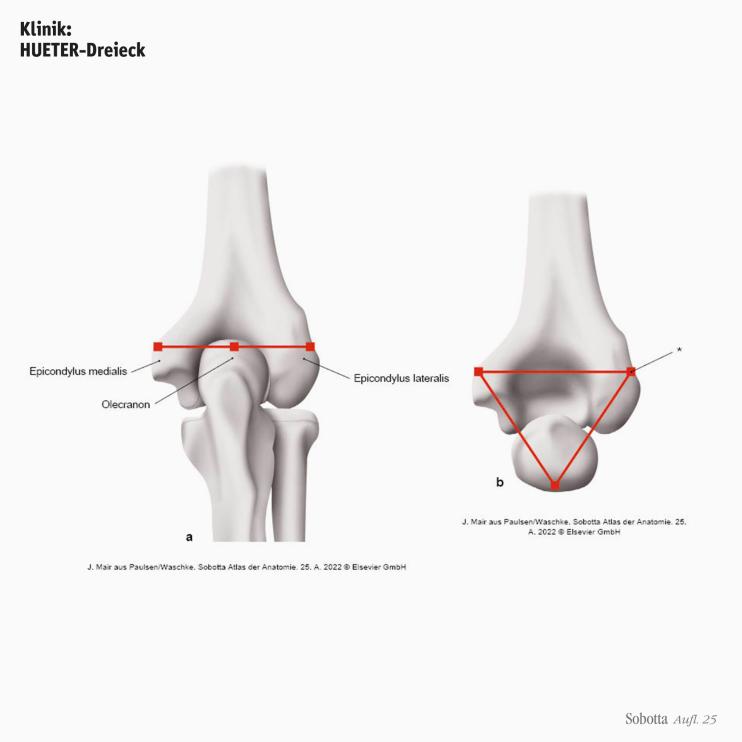 Klinik:
HUETER-Dreieck
Epicondylus medialis
Olecranon
Epicondylus lateralis
a
J. Mair aus Paulsen/Waschke, Sobotta Atlas der Anatomie. 25. A. 2022 © Elsevier GmbH
*
b
J. Mair aus Paulsen/Waschke, Sobotta Atlas der Anatomie. 25.
A. 2022 © Elsevier GmbH
Sobotta Aufl. 25